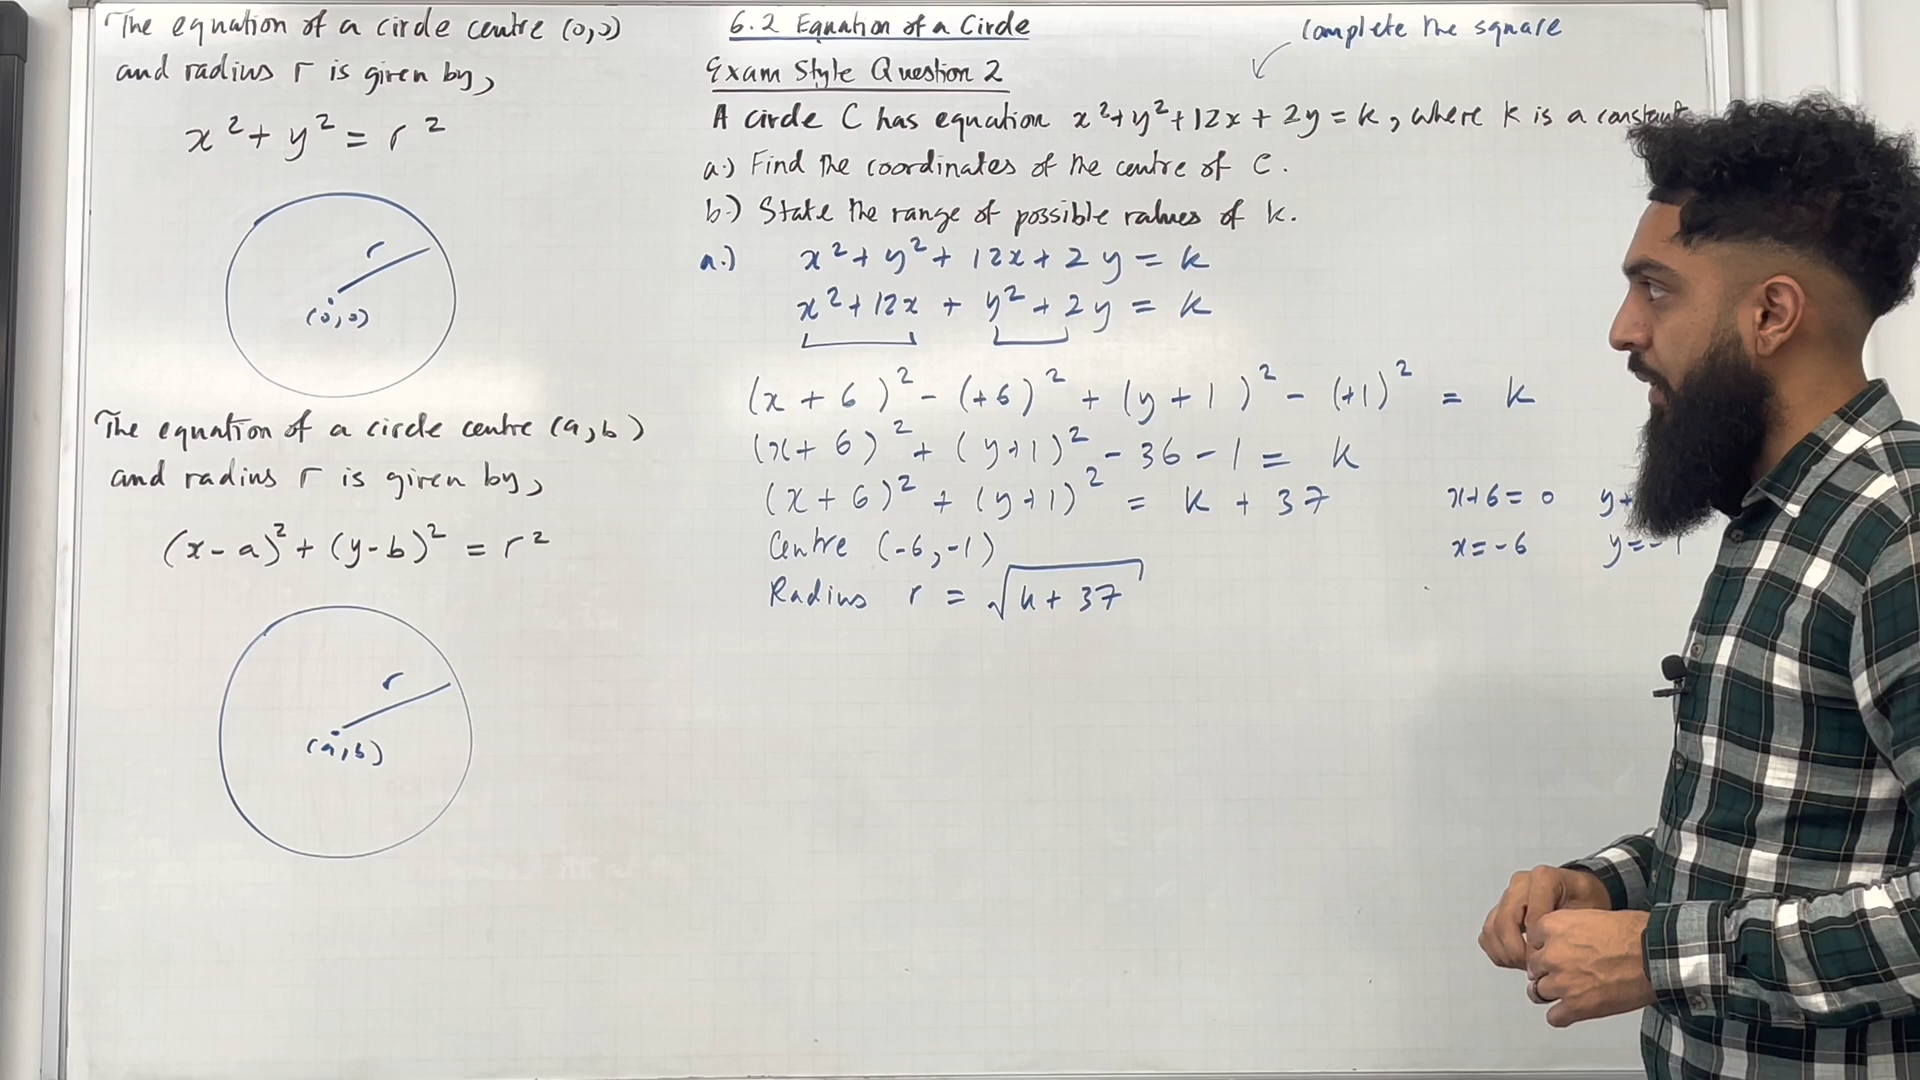 The equation of a circle centre (0,0)
and radius r is given by,
x² + y² = r²
r
(0,0)
The equation of a circle centre (a,b)
and radius r is given by,
(x-a)² + (y-b)² = r²
r
(a,b)
6.2 Equation of a Circle
complete the square
Exam Style Question 2
A circle C has equation x²+y²+12x+2y=k, where k is a constant
a.) Find the coordinates of the centre of C.
b.) State the range of possible values of k.
a.) x² + y² + 12x + 2y = k
x² + 12x + y² + 2y = k
(x + 6)² - (+6)² + (y+1)² - (+1)² = k
(x+6)² + (y+1)² - 36 - 1 = k
(x+6)² + (y+1)² = k + 37
Centre (-6,-1)
Radius r = √(k + 37)
x+6 = 0 y+
x = -6 y = -1